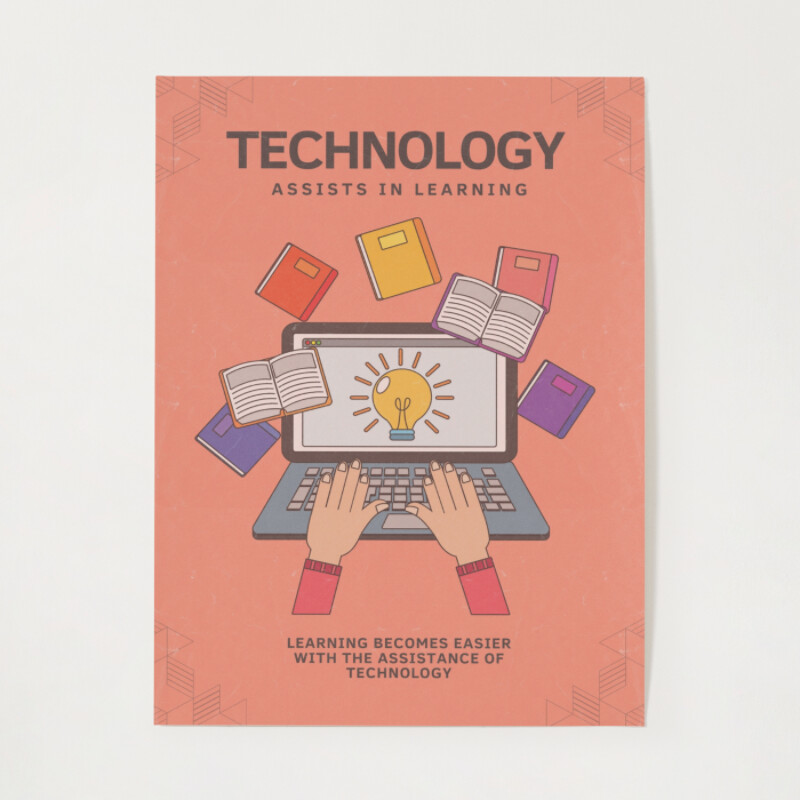 TECHNOLOGY
ASSISTS IN LEARNING
LEARNING BECOMES EASIER
WITH THE ASSISTANCE OF
TECHNOLOGY